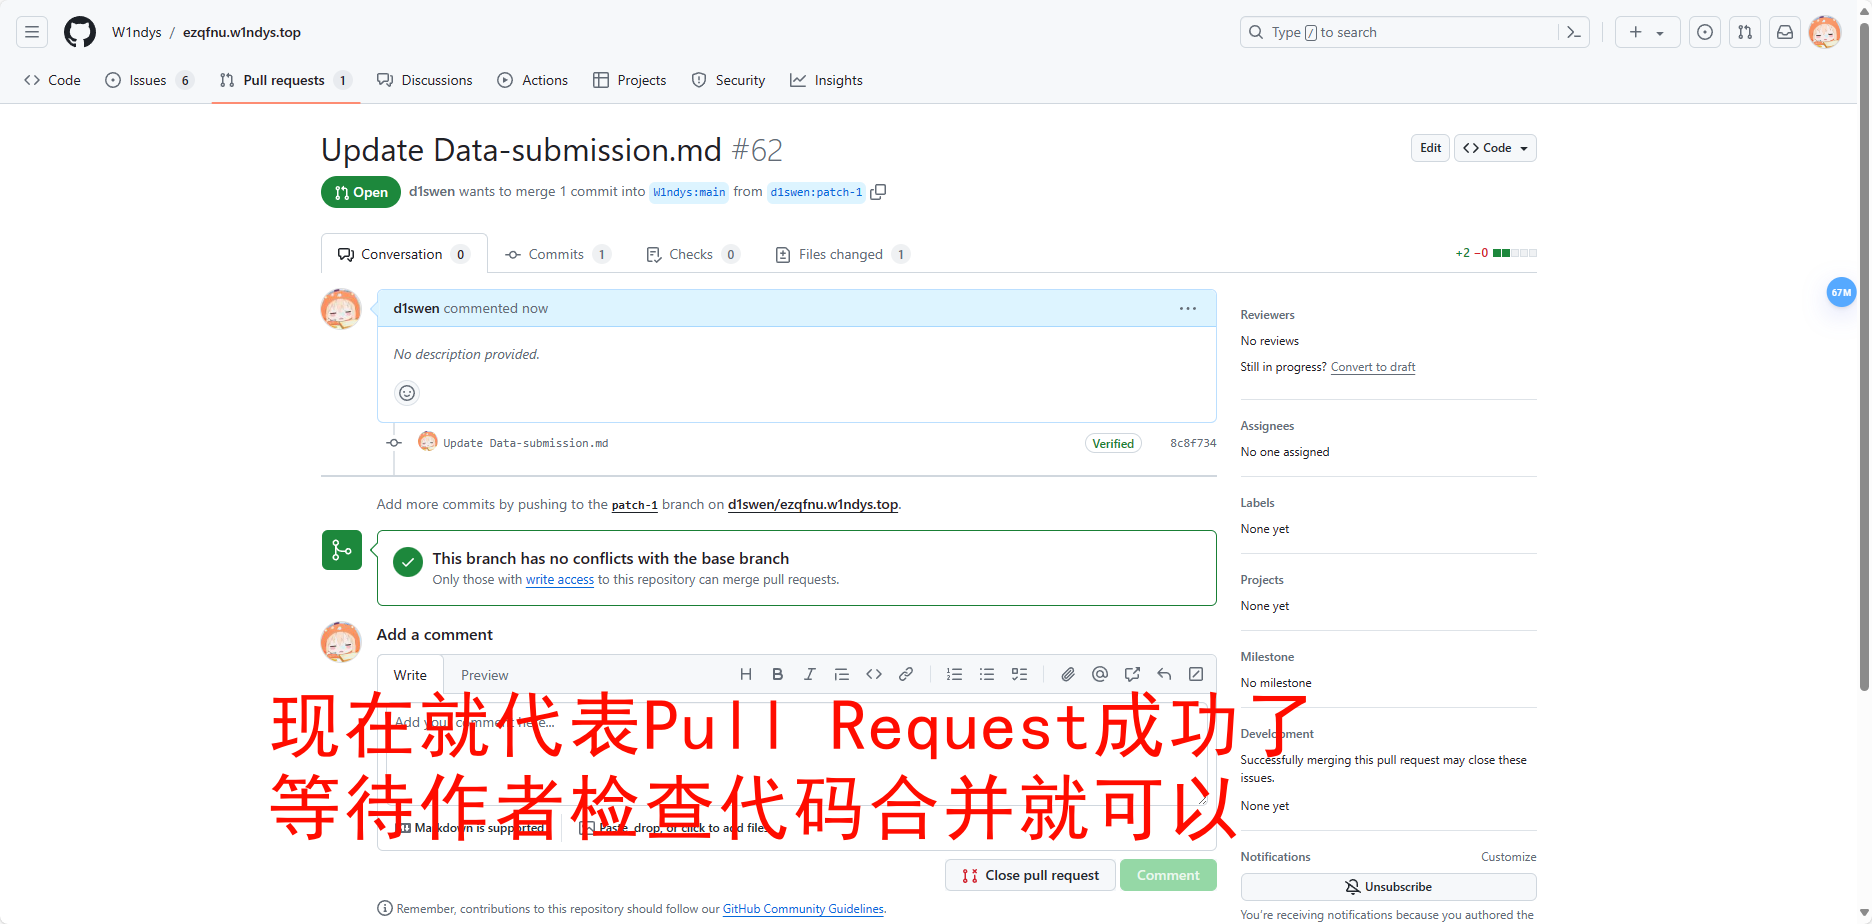 W1ndys / ezqfnu.w1ndys.top
Type / to search
Code
Issues 6
Pull requests 1
Discussions
Actions
Projects
Security
Insights
Update Data-submission.md #62
Edit
Code
Open
d1swen wants to merge 1 commit into W1ndys:main from d1swen:patch-1
Conversation 0
Commits 1
Checks 0
Files changed 1
+2 −0
67M
d1swen commented now
No description provided.
Update Data-submission.md
Verified
8c8f734
Add more commits by pushing to the patch-1 branch on d1swen/ezqfnu.w1ndys.top.
This branch has no conflicts with the base branch
Only those with write access to this repository can merge pull requests.
Add a comment
Write
Preview
Add your comment here...
现在就代表Pull Request成功了
等待作者检查代码合并就可以
Markdown is supported
Paste, drop, or click to add files
Close pull request
Comment
Remember, contributions to this repository should follow our GitHub Community Guidelines.
Reviewers
No reviews
Still in progress? Convert to draft
Assignees
No one assigned
Labels
None yet
Projects
None yet
Milestone
No milestone
Development
Successfully merging this pull request may close these
issues.
None yet
Notifications
Customize
Unsubscribe
You're receiving notifications because you authored the